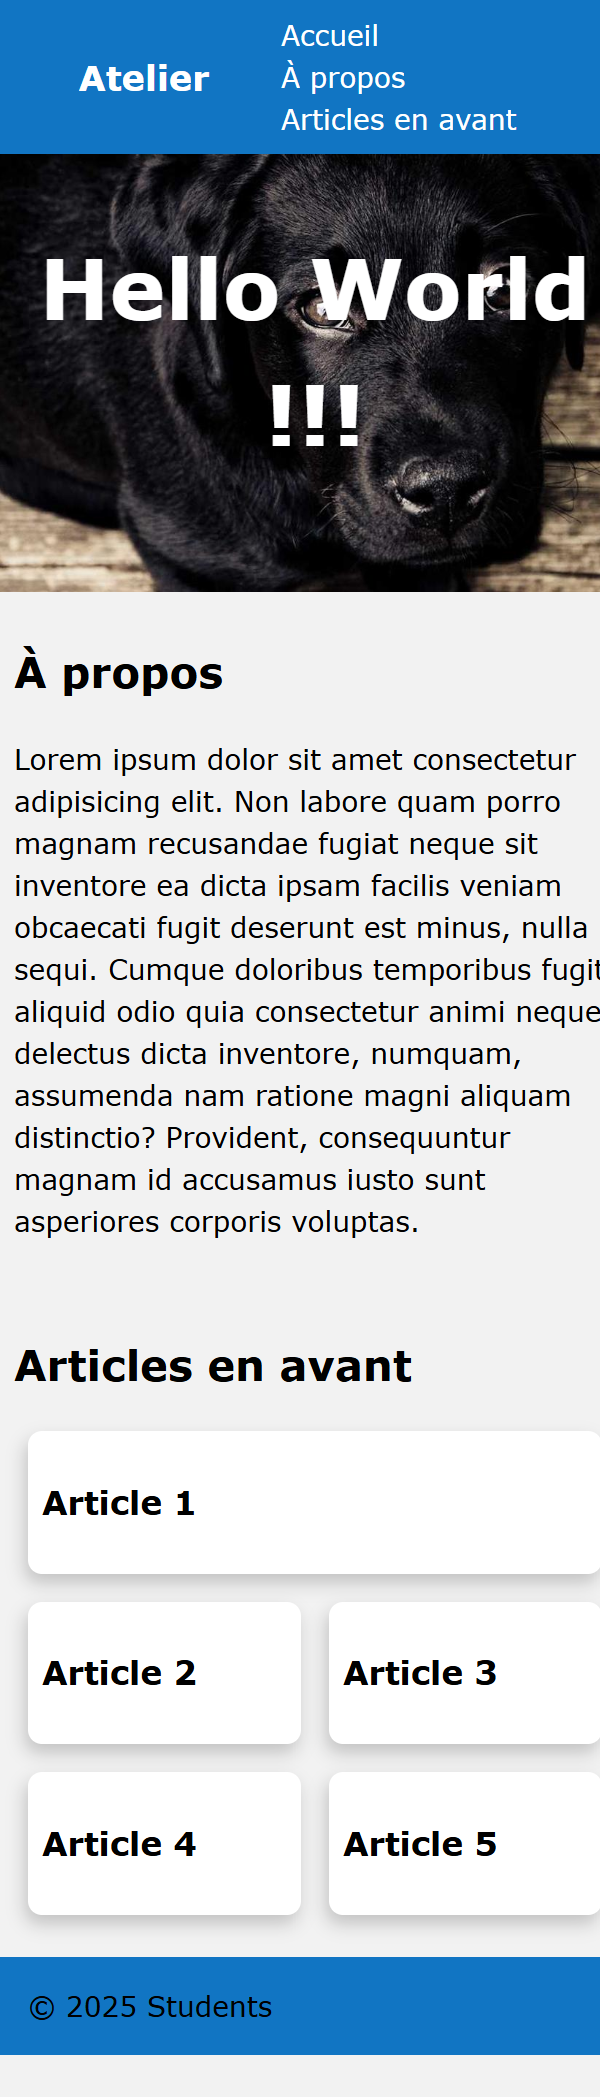 Atelier
Accueil
À propos
Articles en avant
Hello World
!!!
À propos
Lorem ipsum dolor sit amet consectetur
adipisicing elit. Non labore quam porro
magnam recusandae fugiat neque sit
inventore ea dicta ipsam facilis veniam
obcaecati fugit deserunt est minus, nulla
sequi. Cumque doloribus temporibus fugit
aliquid odio quia consectetur animi neque
delectus dicta inventore, numquam,
assumenda nam ratione magni aliquam
distinctio? Provident, consequuntur
magnam id accusamus iusto sunt
asperiores corporis voluptas.
Articles en avant
Article 1
Article 2
Article 3
Article 4
Article 5
© 2025 Students